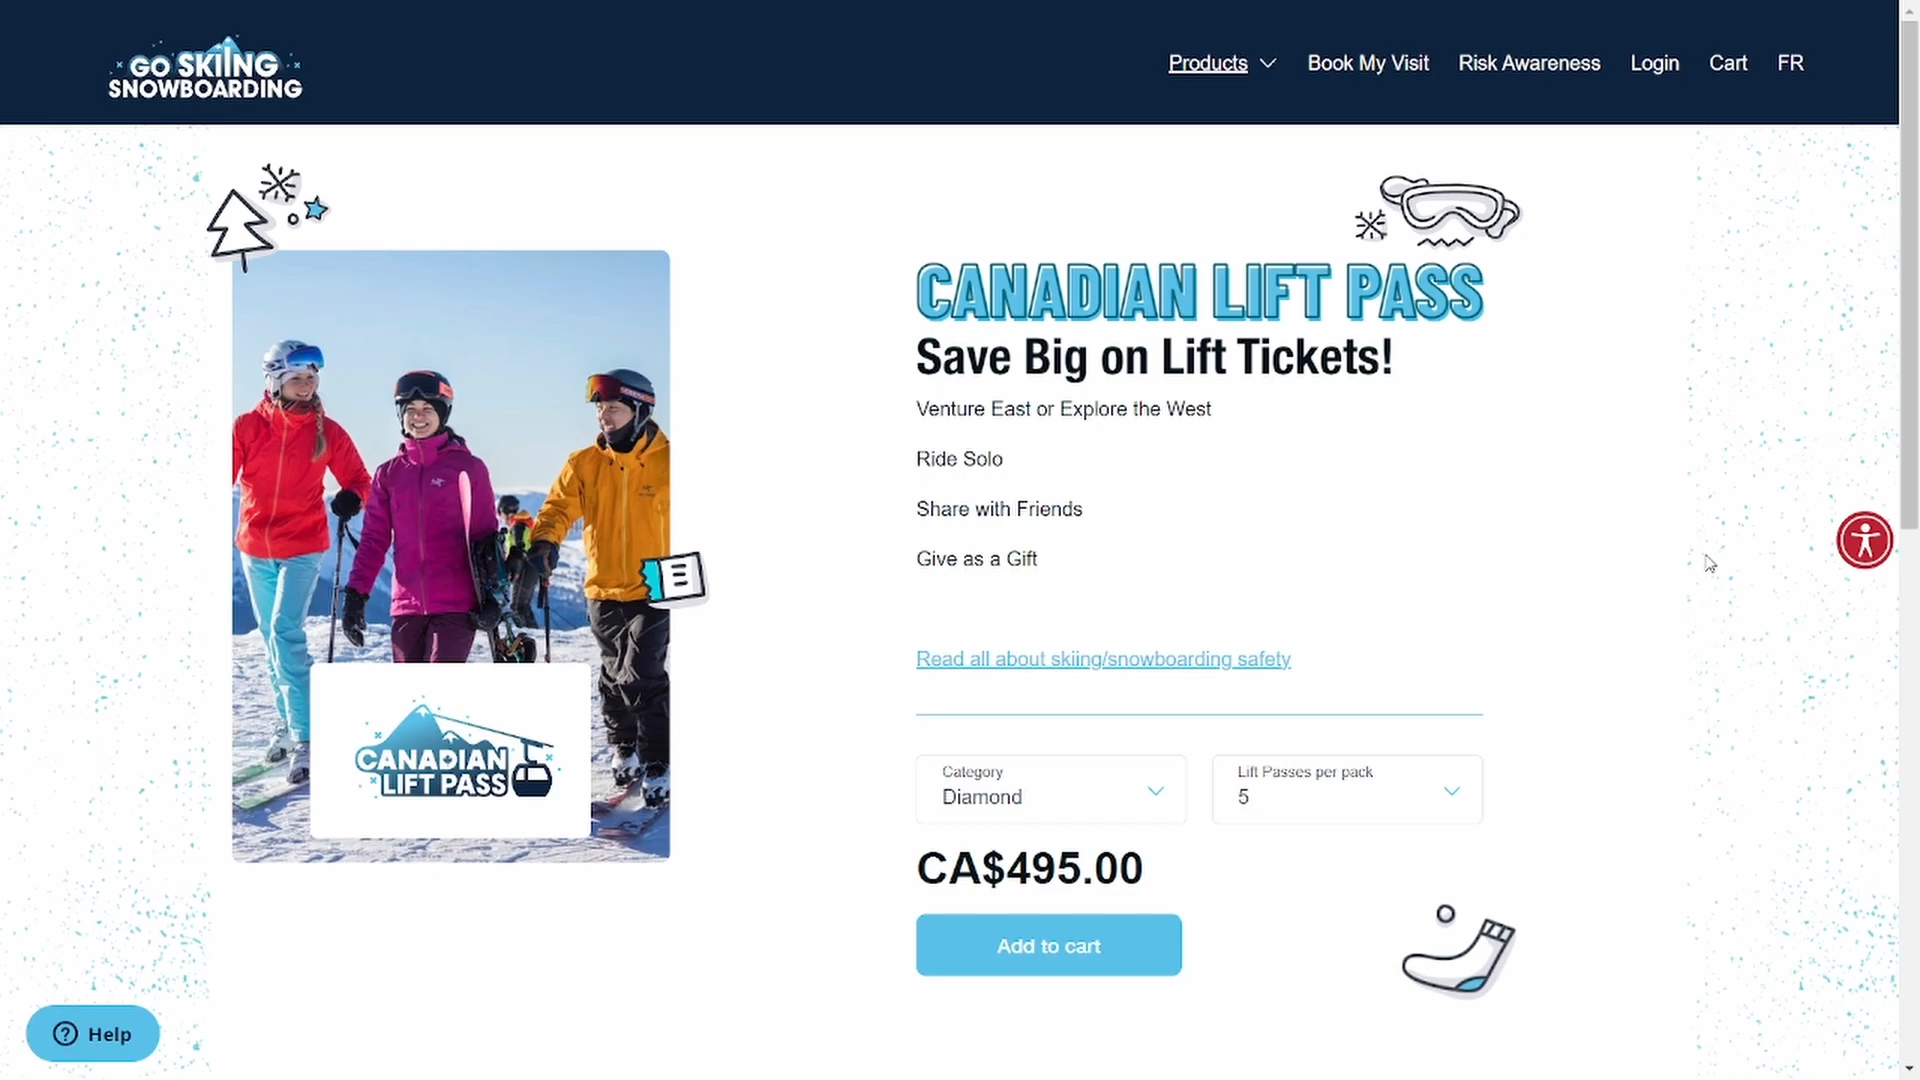 GO SKIING
SNOWBOARDING
Products
Book My Visit
Risk Awareness
Login
Cart
FR
CANADIAN LIFT PASS
Save Big on Lift Tickets!
Venture East or Explore the West
Ride Solo
Share with Friends
Give as a Gift
Read all about skiing/snowboarding safety
CANADIAN
LIFT PASS
Category
Diamond
Lift Passes per pack
5
CA$495.00
Add to cart
Help